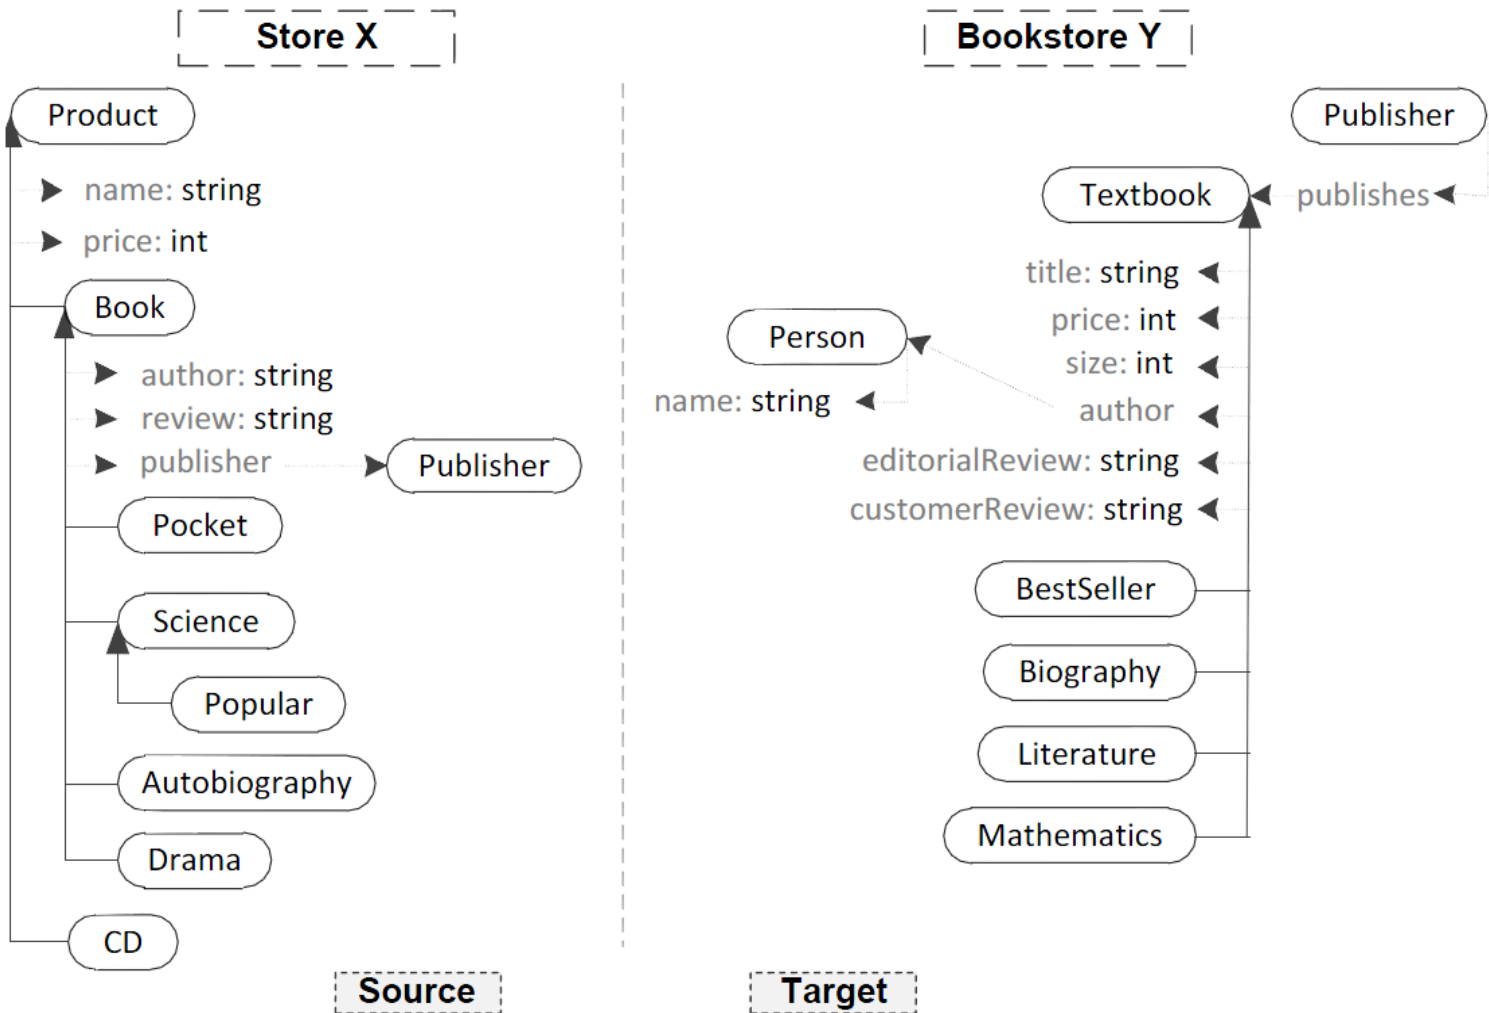 Store X
Product
name: string
price: int
Book
author: string
review: string
publisher
Publisher
Pocket
Science
Popular
Autobiography
Drama
CD
Source
Bookstore Y
Publisher
Textbook
publishes
title: string
price: int
size: int
author
Person
name: string
editorialReview: string
customerReview: string
BestSeller
Biography
Literature
Mathematics
Target